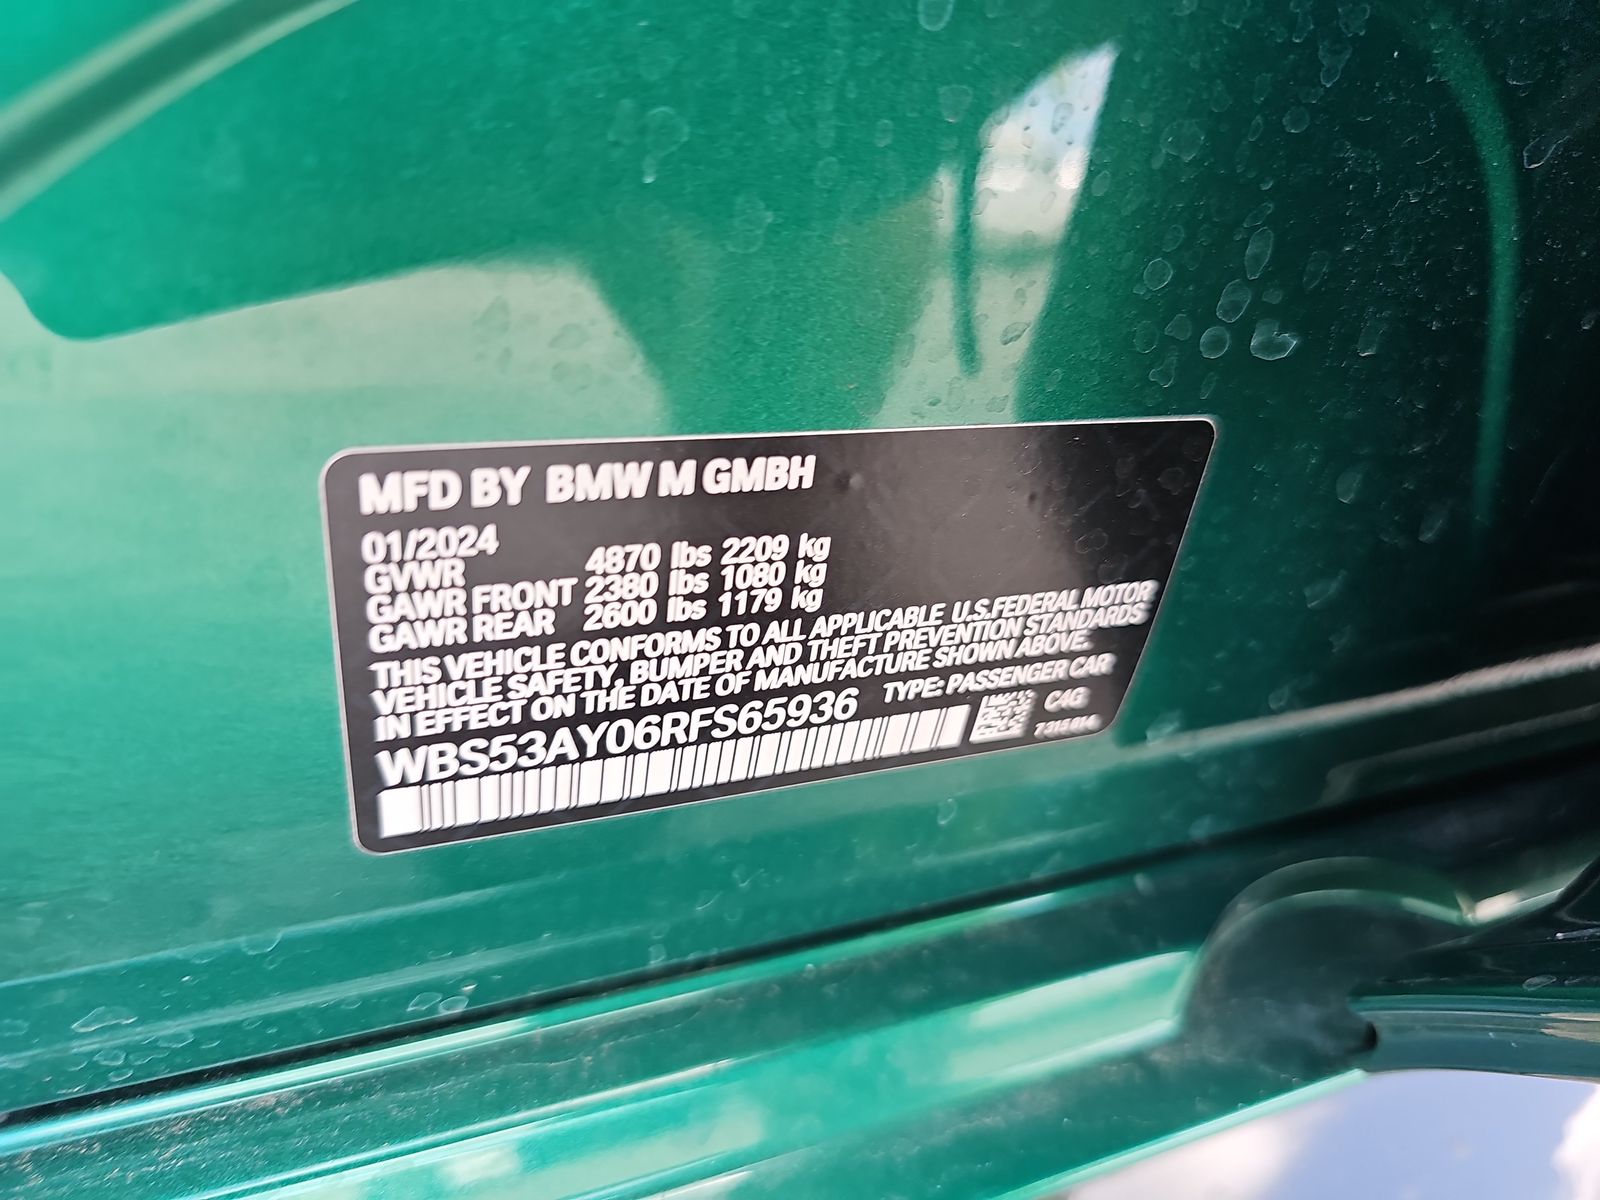 MFD BY BMW M GMBH
01/2024
GVWR 4870 lbs 2209 kg
GAWR FRONT 2380 lbs 1080 kg
GAWR REAR 2600 lbs 1179 kg
THIS VEHICLE CONFORMS TO ALL APPLICABLE U.S.FEDERAL MOTOR
VEHICLE SAFETY, BUMPER AND THEFT PREVENTION STANDARDS
IN EFFECT ON THE DATE OF MANUFACTURE SHOWN ABOVE.
WBS53AY06RFS65936 TYPE: PASSENGER CAR
C4G